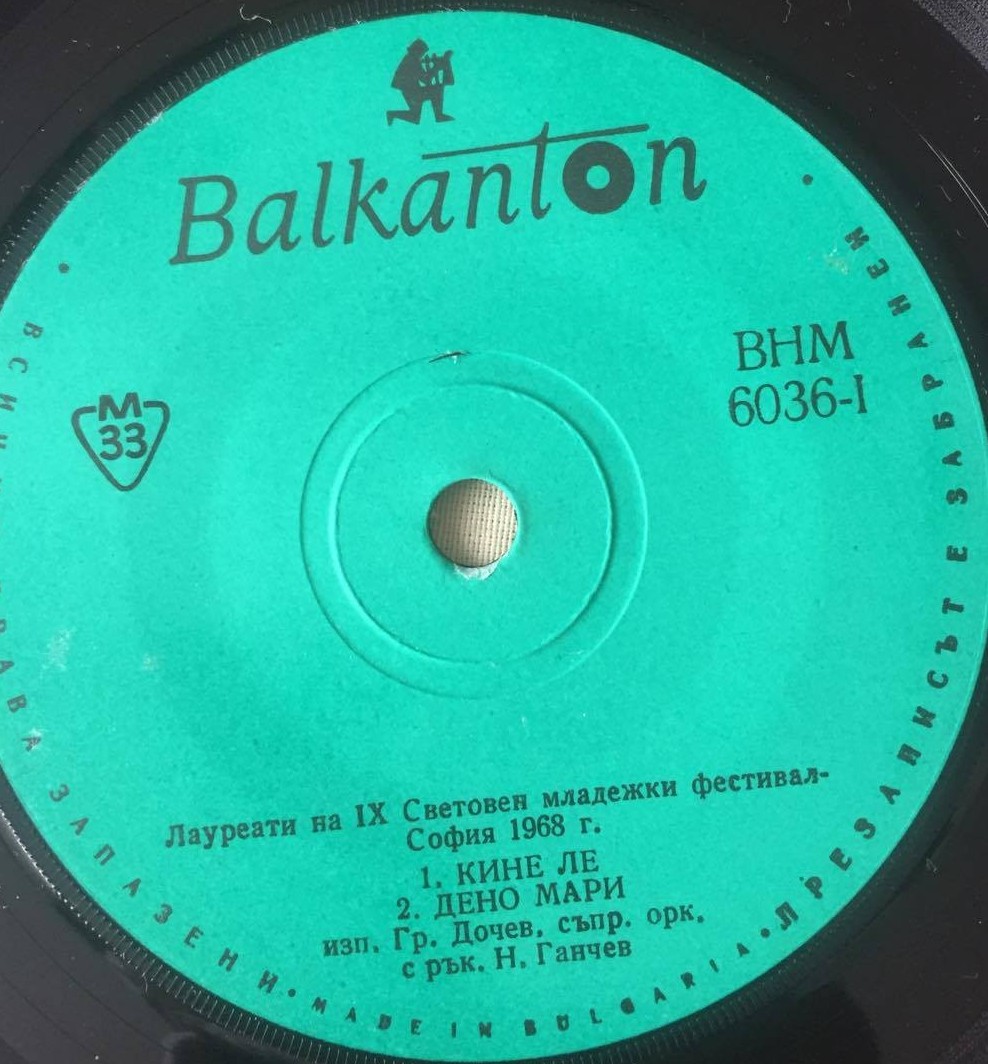 Balkanton
ВНМ
6036-I
M
33
Лауреати на IX Световен младежки фестивал-
София 1968 г.
1. КИНЕ ЛЕ
2. ДЕНО МАРИ
изп. Гр. Дочев, съпр. орк.
с рък. Н. Ганчев
ЗАПАЗЕНИ • MADE IN BULGARIA • ПРЕЗАПИСЪТ Е ЗАБРАНЕН •